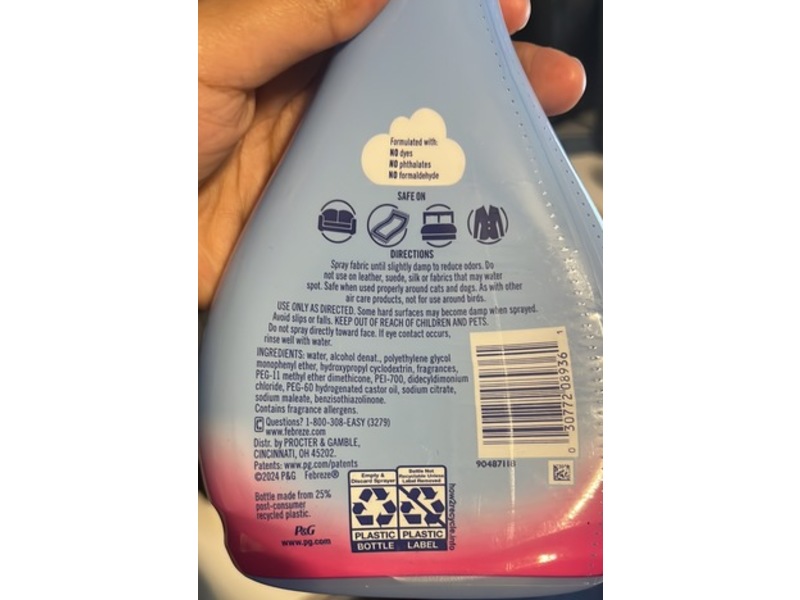 Formulated with:
NO dyes
NO phthalates
NO formaldehyde
SAFE ON
DIRECTIONS
Spray fabric until slightly damp to reduce odors. Do
not use on leather, suede, silk or fabrics that may water
spot. Safe when used properly around cats and dogs. As with other
air care products, not for use around birds.
USE ONLY AS DIRECTED. Some hard surfaces may become damp when sprayed.
Avoid slips or falls. KEEP OUT OF REACH OF CHILDREN AND PETS.
Do not spray directly toward face. If eye contact occurs,
rinse well with water.
INGREDIENTS: water, alcohol denat., polyethylene glycol
monophenyl ether, hydroxypropyl cyclodextrin, fragrances,
PEG-11 methyl ether dimethicone, PEI-700, didecyldimonium
chloride, PEG-60 hydrogenated castor oil, sodium citrate,
sodium maleate, benzisothiazolinone.
Contains fragrance allergens.
C Questions? 1-800-308-EASY (3279)
www.febreze.com
Distr. by PROCTER & GAMBLE,
CINCINNATI, OH 45202.
Patents: www.pg.com/patents
©2024 P&G Febreze®
Bottle made from 25%
post-consumer
recycled plastic.
P&G
www.pg.com
Empty &
Discard Sprayer
PLASTIC
BOTTLE
Bottle Not
Recyclable Unless
Label Removed
PLASTIC
LABEL
how2recycle.info
0 30772 08936 1
90487118